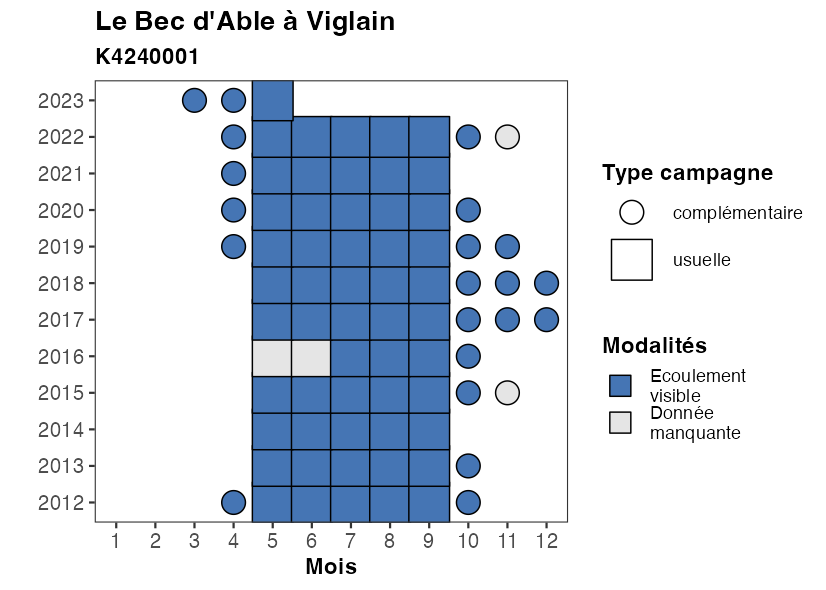 Le Bec d'Able à Viglain
K4240001
2023
2022
2021
2020
2019
2018
2017
2016
2015
2014
2013
2012
1 2 3 4 5 6 7 8 9 10 11 12
Mois
Type campagne
complémentaire
usuelle
Modalités
Ecoulement
visible
Donnée
manquante